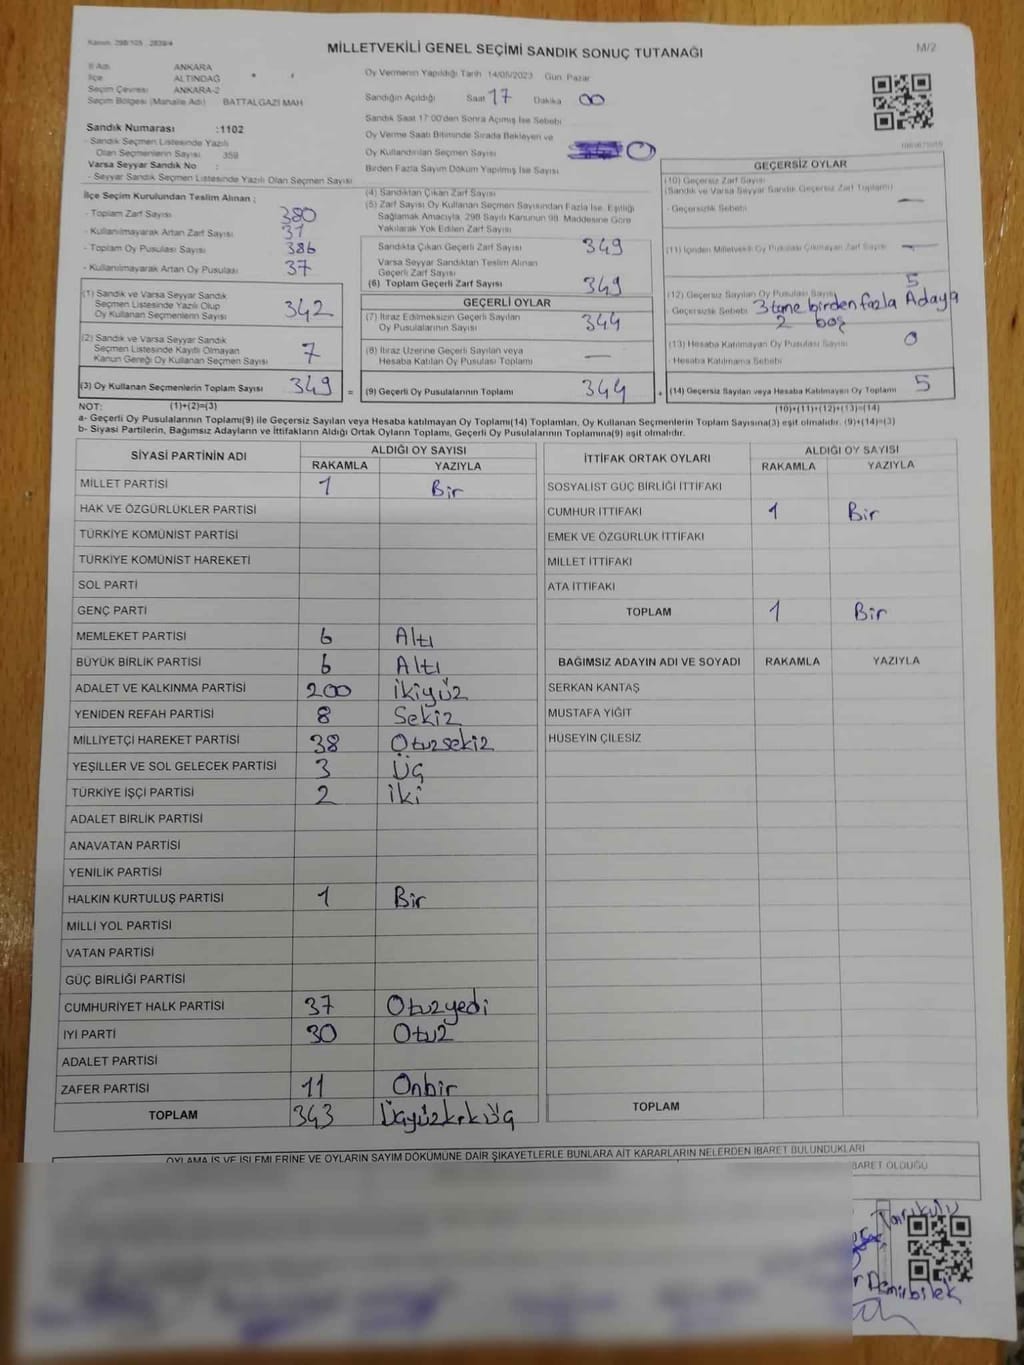 Kanun: 298/105 , 2839/4
MİLLETVEKİLİ GENEL SEÇİMİ SANDIK SONUÇ TUTANAĞI
M/2
İl Adı ANKARA
İlçe ALTINDAĞ
Seçim Çevresi ANKARA-2
Seçim Bölgesi (Mahalle Adı) BATTALGAZİ MAH
Sandık Numarası :1102
- Sandık Seçmen Listesinde Yazılı
Olan Seçmenlerin Sayısı 359
Varsa Seyyar Sandık No :
- Seyyar Sandık Seçmen Listesinde Yazılı Olan Seçmen Sayısı
Oy Vermenin Yapıldığı Tarih 14/05/2023 Gün Pazar
Sandığın Açıldığı Saat 17 Dakika 00
Sandık Saat 17:00'den Sonra Açılmış İse Sebebi
Oy Verme Saati Bitiminde Sırada Bekleyen ve
Oy Kullandırılan Seçmen Sayısı 0
Birden Fazla Sayım Döküm Yapılmış İse Sayısı
İlçe Seçim Kurulundan Teslim Alınan ;
- Toplam Zarf Sayısı 380
- Kullanılmayarak Artan Zarf Sayısı 31
- Toplam Oy Pusulası Sayısı 386
- Kullanılmayarak Artan Oy Pusulası 37
(1) Sandık ve Varsa Seyyar Sandık
Seçmen Listesinde Yazılı Olup
Oy Kullanan Seçmenlerin Sayısı 342
(2) Sandık ve Varsa Seyyar Sandık
Seçmen Listesinde Kayıtlı Olmayan
Kanun Gereği Oy Kullanan Seçmen Sayısı 7
(3) Oy Kullanan Seçmenlerin Toplam Sayısı 349 =
(4) Sandıktan Çıkan Zarf Sayısı
(5) Zarf Sayısı Oy Kullanan Seçmen Sayısından Fazla İse, Eşitliği
Sağlamak Amacıyla, 298 Sayılı Kanunun 98. Maddesine Göre
Yakılarak Yok Edilen Zarf Sayısı
Sandıkta Çıkan Geçerli Zarf Sayısı 349
Varsa Seyyar Sandıktan Teslim Alınan
Geçerli Zarf Sayısı
(6) Toplam Geçerli Zarf Sayısı 349
GEÇERLİ OYLAR
(7) İtiraz Edilmeksizin Geçerli Sayılan
Oy Pusulalarının Sayısı 344
(8) İtiraz Üzerine Geçerli Sayılan veya
Hesaba Katılan Oy Pusulası Toplamı —
(9) Geçerli Oy Pusulalarının Toplamı 344 +
GEÇERSİZ OYLAR
(10) Geçersiz Zarf Sayısı
(Sandık ve Varsa Seyyar Sandık Geçersiz Zarf Toplamı) —
- Geçersizlik Sebebi
(11) İçinden Milletvekili Oy Pusulası Çıkmayan Zarf Sayısı —
(12) Geçersiz Sayılan Oy Pusulası Sayısı 5
Geçersizlik Sebebi 3 tane birden fazla Adaya
2 boş
(13) Hesaba Katılmayan Oy Pusulası Sayısı 0
Hesaba Katılmama Sebebi
(14) Geçersiz Sayılan veya Hesaba Katılmayan Oy Toplamı 5
NOT: (1)+(2)=(3) (10)+(11)+(12)+(13)=(14)
a- Geçerli Oy Pusulalarının Toplamı(9) ile Geçersiz Sayılan veya Hesaba katılmayan Oy Toplamı(14) Toplamları, Oy Kullanan Seçmenlerin Toplam Sayısına(3) eşit olmalıdır. (9)+(14)=(3)
b- Siyasi Partilerin, Bağımsız Adayların ve İttifakların Aldığı Ortak Oyların Toplamı, Geçerli Oy Pusulalarının Toplamına(9) eşit olmalıdır.
SİYASİ PARTİNİN ADI ALDIĞI OY SAYISI
RAKAMLA YAZIYLA
MİLLET PARTİSİ 1 Bir
HAK VE ÖZGÜRLÜKLER PARTİSİ
TÜRKİYE KOMÜNİST PARTİSİ
TÜRKİYE KOMÜNİST HAREKETİ
SOL PARTİ
GENÇ PARTİ
MEMLEKET PARTİSİ 6 Altı
BÜYÜK BİRLİK PARTİSİ 6 Altı
ADALET VE KALKINMA PARTİSİ 200 İkiyüz
YENİDEN REFAH PARTİSİ 8 Sekiz
MİLLİYETÇİ HAREKET PARTİSİ 38 Otuzsekiz
YEŞİLLER VE SOL GELECEK PARTİSİ 3 Üç
TÜRKİYE İŞÇİ PARTİSİ 2 iki
ADALET BİRLİK PARTİSİ
ANAVATAN PARTİSİ
YENİLİK PARTİSİ
HALKIN KURTULUŞ PARTİSİ 1 Bir
MİLLİ YOL PARTİSİ
VATAN PARTİSİ
GÜÇ BİRLİĞİ PARTİSİ
CUMHURİYET HALK PARTİSİ 37 Otuzyedi
İYİ PARTİ 30 Otuz
ADALET PARTİSİ
ZAFER PARTİSİ 11 Onbir
TOPLAM 343 Üçyüzkırküç
İTTİFAK ORTAK OYLARI ALDIĞI OY SAYISI
RAKAMLA YAZIYLA
SOSYALİST GÜÇ BİRLİĞİ İTTİFAKI
CUMHUR İTTİFAKI 1 Bir
EMEK VE ÖZGÜRLÜK İTTİFAKI
MİLLET İTTİFAKI
ATA İTTİFAKI
TOPLAM 1 Bir
BAĞIMSIZ ADAYIN ADI VE SOYADI RAKAMLA YAZIYLA
SERKAN KANTAŞ
MUSTAFA YİĞİT
HÜSEYİN ÇİLESİZ
TOPLAM
OYLAMA İŞ VE İŞLEMLERİNE VE OYLARIN SAYIM DÖKÜMÜNE DAİR ŞİKAYETLERLE BUNLARA AİT KARARLARIN NELERDEN İBARET BULUNDUKLARI
BARET OLDUĞU
Demirbilek